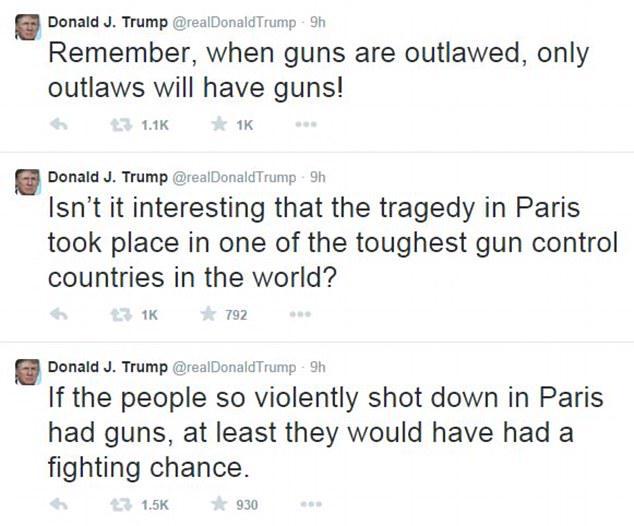 Donald J. Trump @realDonaldTrump · 9h
Remember, when guns are outlawed, only
outlaws will have guns!
1.1K 1K
Donald J. Trump @realDonaldTrump · 9h
Isn't it interesting that the tragedy in Paris
took place in one of the toughest gun control
countries in the world?
1K 792
Donald J. Trump @realDonaldTrump · 9h
If the people so violently shot down in Paris
had guns, at least they would have had a
fighting chance.
1.5K 930